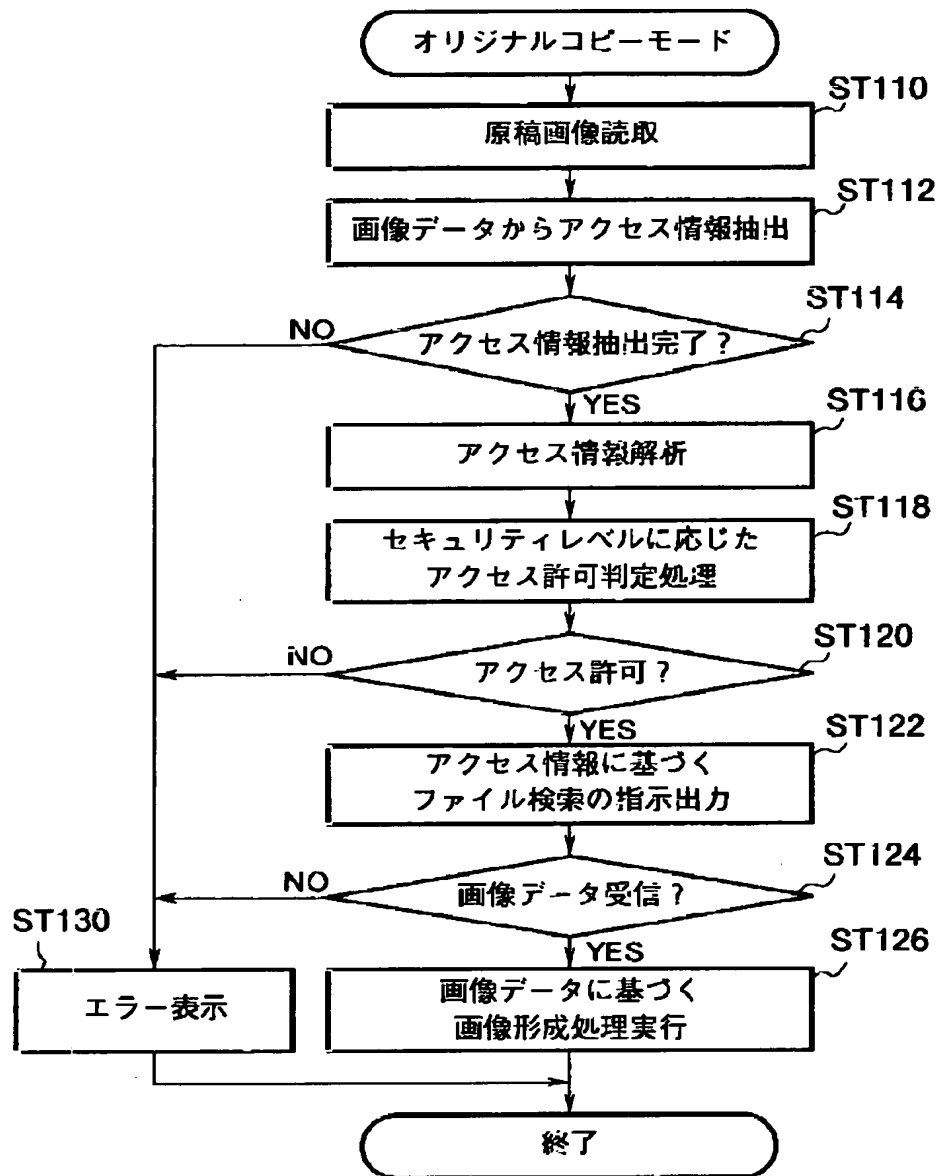 オリジナルコピーモード
ST110
原稿画像読取
ST112
画像データからアクセス情報抽出
ST114
NO
アクセス情報抽出完了?
YES
ST116
アクセス情報解析
ST118
セキュリティレベルに応じた
アクセス許可判定処理
ST120
NO
アクセス許可?
YES
ST122
アクセス情報に基づく
ファイル検索の指示出力
ST124
NO
画像データ受信?
ST130
YES
ST126
エラー表示
画像データに基づく
画像形成処理実行
終了